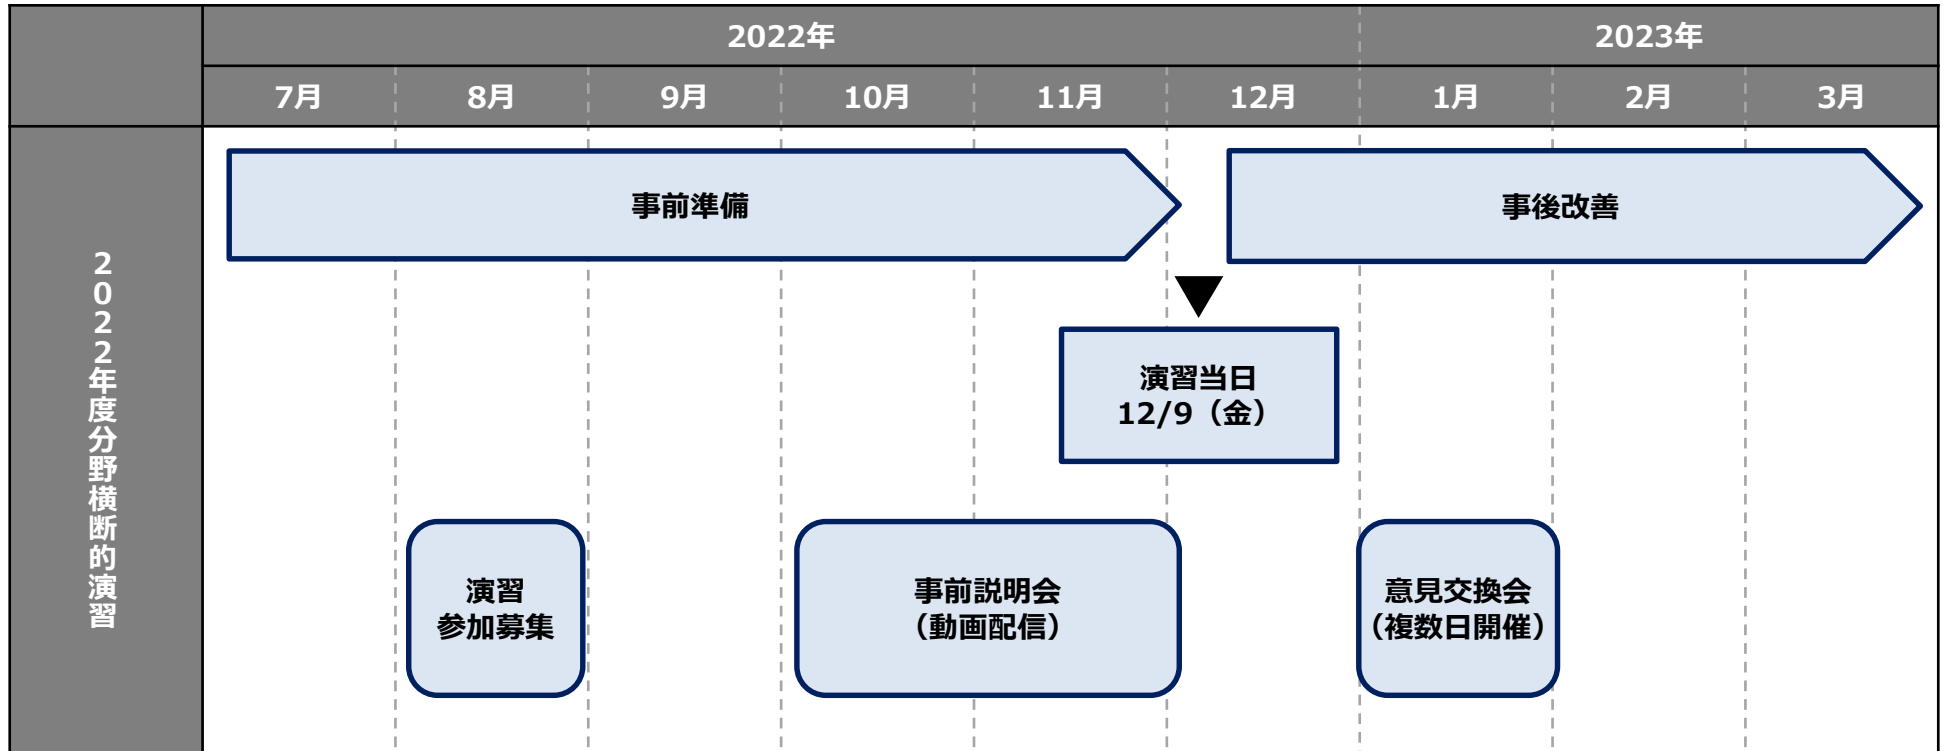 2022年
2023年
7月
8月
9月
10月
11月
12月
1月
2月
3月
2022年度分野横断的演習
事前準備
事後改善
演習当日
12/9（金）
演習
参加募集
事前説明会
（動画配信）
意見交換会
（複数日開催）